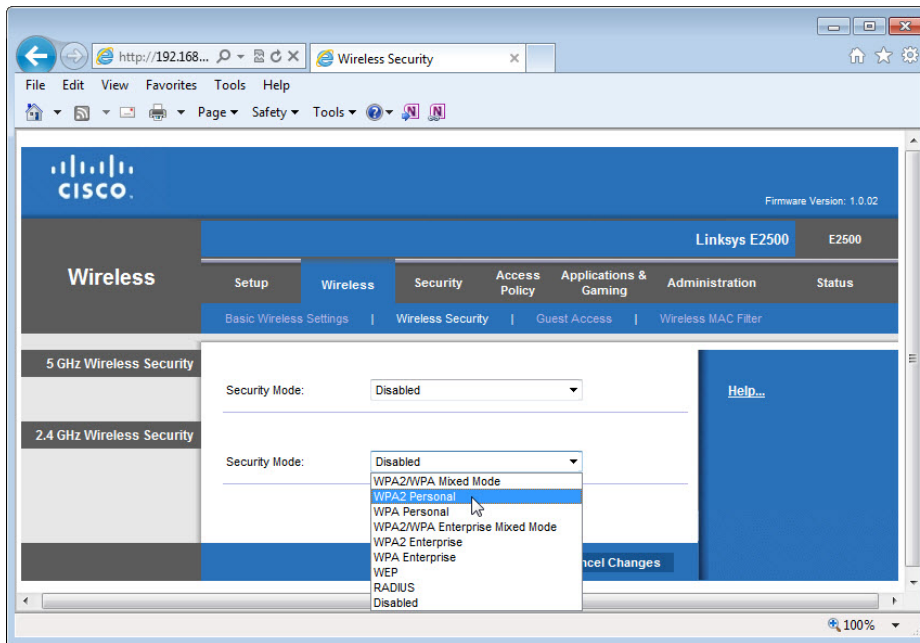 http://192.168...
Wireless Security
File Edit View Favorites Tools Help
Page Safety Tools
CISCO.
Firmware Version: 1.0.02
Linksys E2500 E2500
Wireless
Setup Wireless Security Access Policy Applications & Gaming Administration Status
Basic Wireless Settings | Wireless Security | Guest Access | Wireless MAC Filter
5 GHz Wireless Security
Security Mode: Disabled
Help...
2.4 GHz Wireless Security
Security Mode: Disabled
WPA2/WPA Mixed Mode
WPA2 Personal
WPA Personal
WPA2/WPA Enterprise Mixed Mode
WPA2 Enterprise
WPA Enterprise
WEP
RADIUS
Disabled
Changes
100%